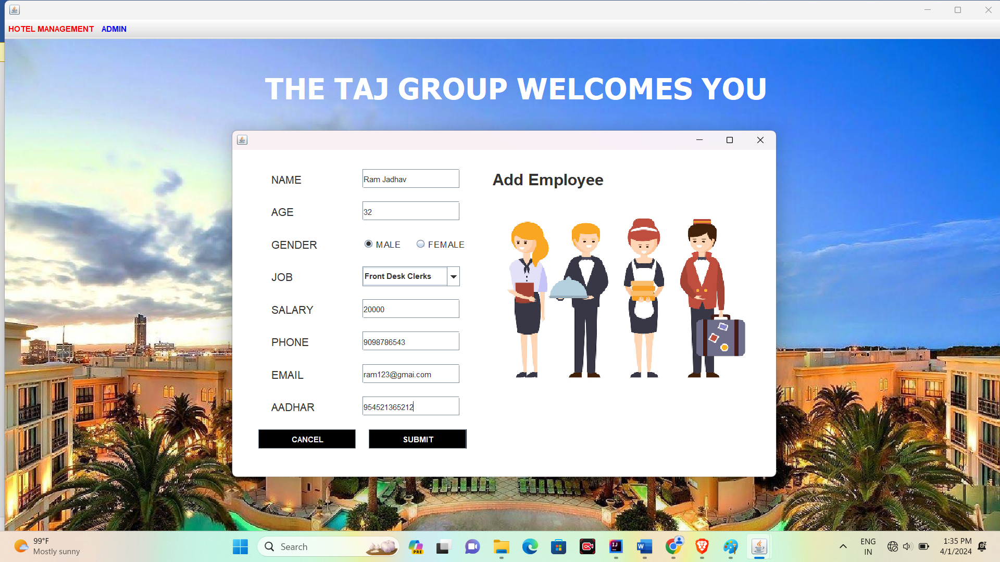 HOTEL MANAGEMENT ADMIN
THE TAJ GROUP WELCOMES YOU
Add Employee
NAME Ram Jadhav
AGE 32
GENDER MALE FEMALE
JOB Front Desk Clerks
SALARY 20000
PHONE 9098786543
EMAIL ram123@gmai.com
AADHAR 954521365212
CANCEL SUBMIT
99°F
Mostly sunny
Search
PRE
IJ
W
ENG
IN
1:35 PM
4/1/2024